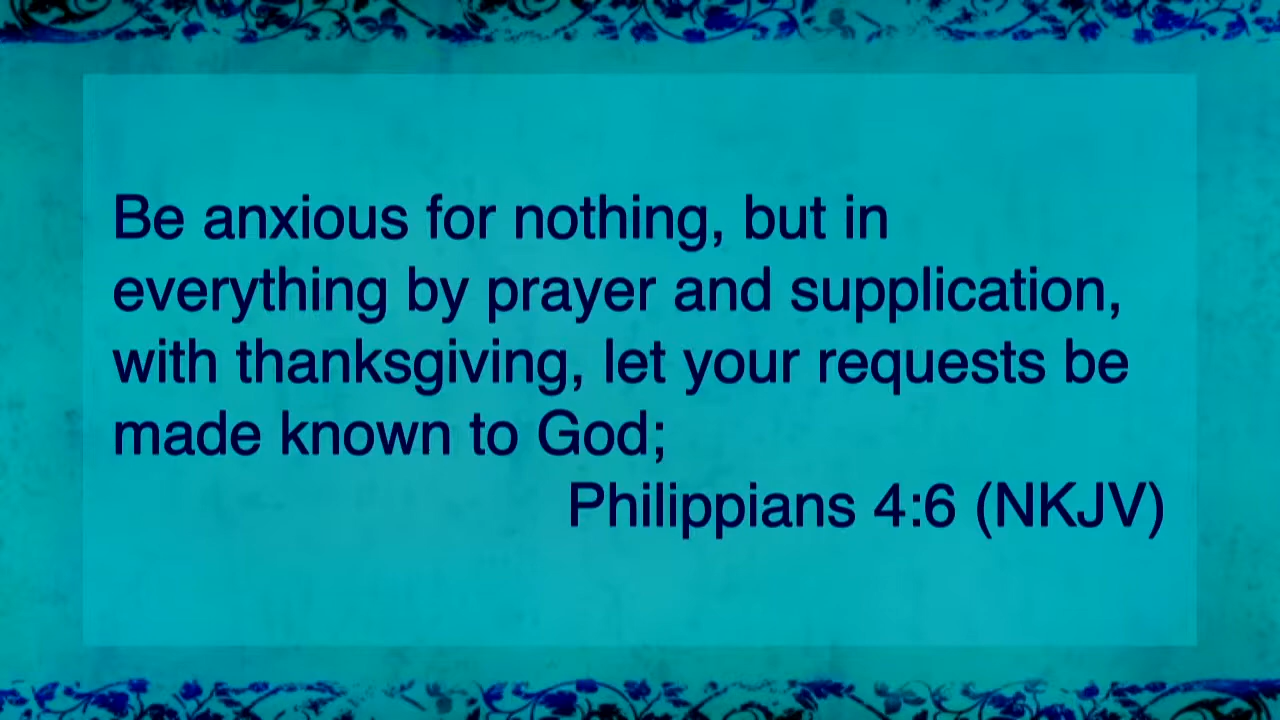 Be anxious for nothing, but in
everything by prayer and supplication,
with thanksgiving, let your requests be
made known to God;
Philippians 4:6 (NKJV)